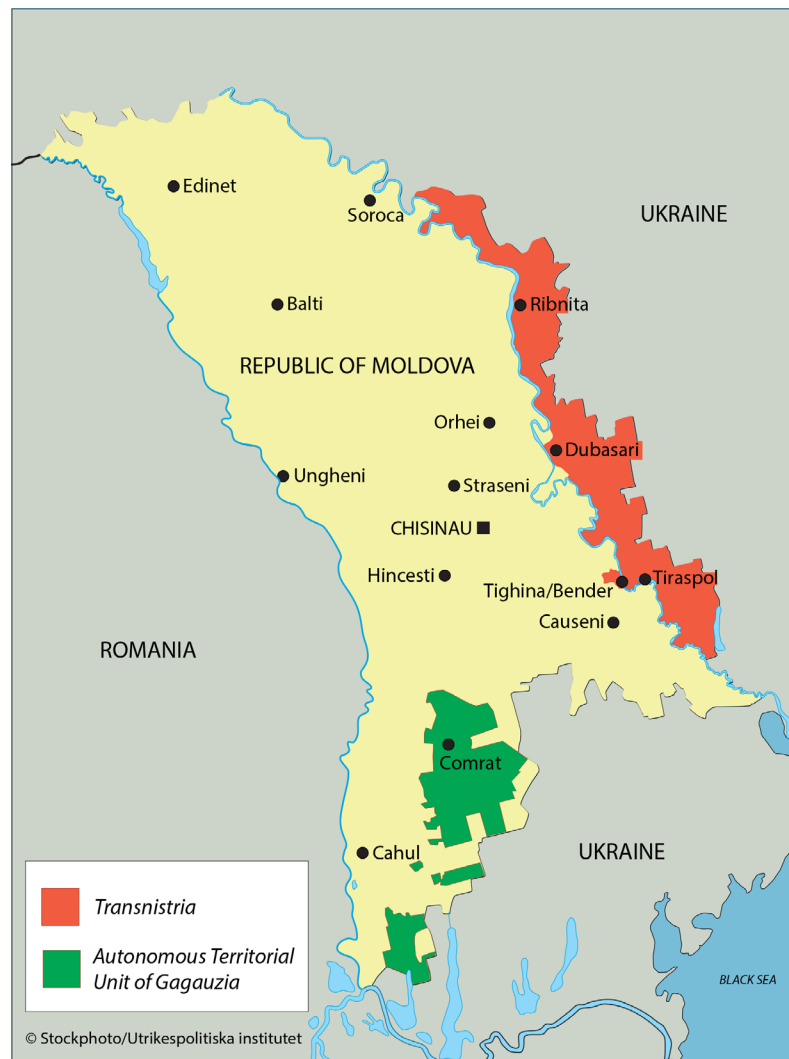 Edinet
Soroca
UKRAINE
Balti
Ribnita
REPUBLIC OF MOLDOVA
Orhei
Dubasari
Ungheni
Straseni
CHISINAU
Hincesti
Tighina/Bender
Tiraspol
Causeni
ROMANIA
Comrat
Cahul
UKRAINE
Transnistria
Autonomous Territorial
Unit of Gagauzia
BLACK SEA
© Stockphoto/Utrikespolitiska institutet